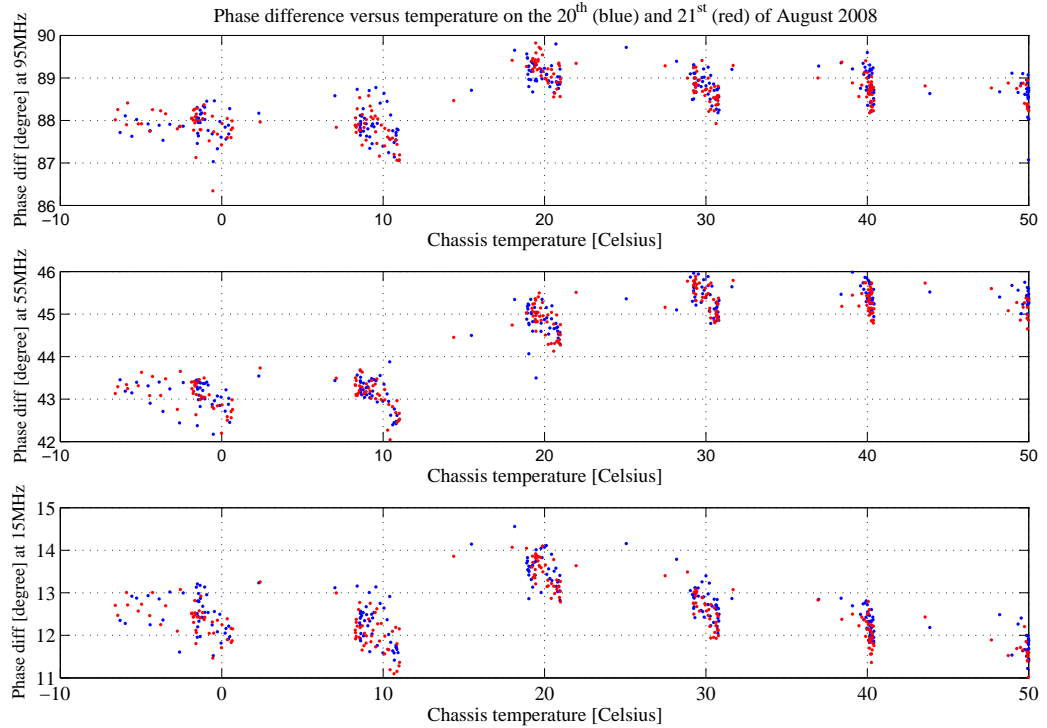 Phase difference versus temperature on the 20th (blue) and 21st (red) of August 2008
Phase diff [degree] at 95MHz
90
89
88
87
86
−10 0 10 20 30 40 50
Chassis temperature [Celsius]
Phase diff [degree] at 55MHz
46
45
44
43
42
−10 0 10 20 30 40 50
Chassis temperature [Celsius]
Phase diff [degree] at 15MHz
15
14
13
12
11
−10 0 10 20 30 40 50
Chassis temperature [Celsius]